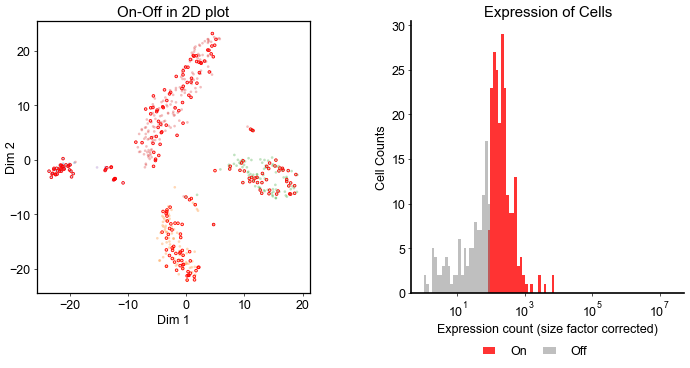 On-Off in 2D plot
Dim 2
20
10
0
−10
−20
−20 −10 0 10 20
Dim 1
Expression of Cells
Cell Counts
30
25
20
15
10
5
0
10^1 10^3 10^5 10^7
Expression count (size factor corrected)
On Off